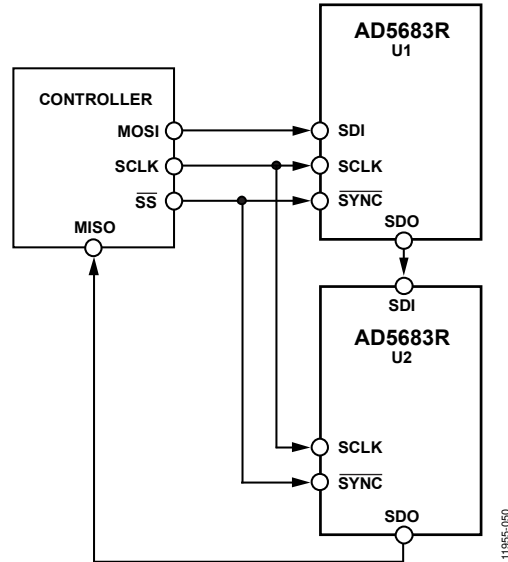 AD5683R
U1
CONTROLLER
MOSI
SCLK
SS
MISO
SDI
SCLK
SYNC
SDO
SDI
AD5683R
U2
SCLK
SYNC
SDO
11955-050